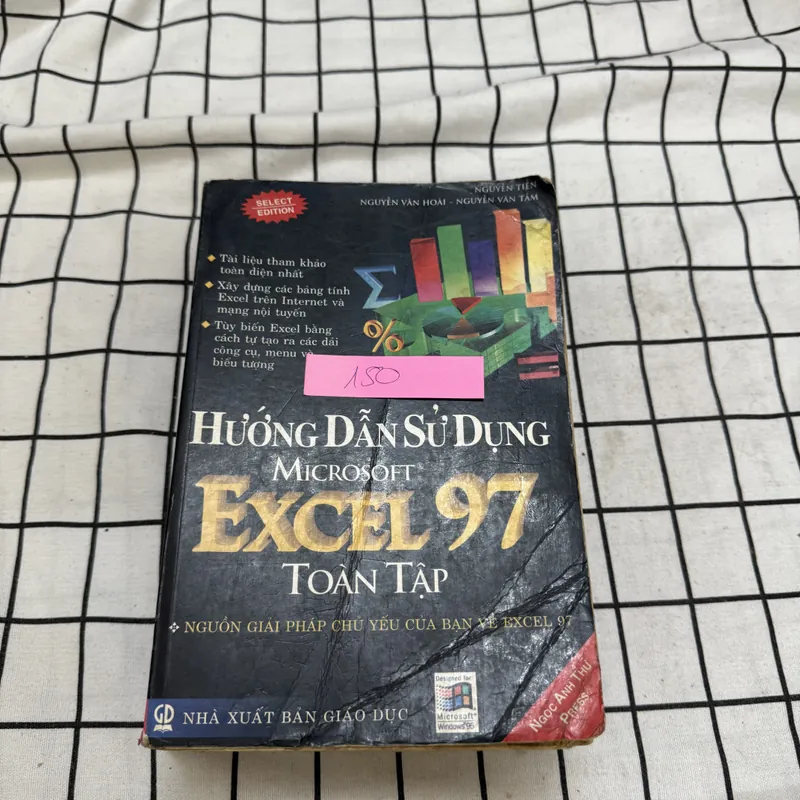 SELECT
EDITION
NGUYỄN TIẾN
NGUYỄN VĂN HOÀI - NGUYỄN VĂN TÂM
Tài liệu tham khảo
toàn diện nhất
Xây dựng các bảng tính
Excel trên Internet và
mạng nội tuyến
Tùy biến Excel bằng
cách tự tạo ra các dải
công cụ, menu và
biểu tượng
Σ
%
150
HƯỚNG DẪN SỬ DỤNG
MICROSOFT
EXCEL 97
TOÀN TẬP
NGUỒN GIẢI PHÁP CHỦ YẾU CỦA BẠN VỀ EXCEL 97
GD
NHÀ XUẤT BẢN GIÁO DỤC
Designed for
Microsoft
Windows 95
NGỌC ANH THƯ
PRESS